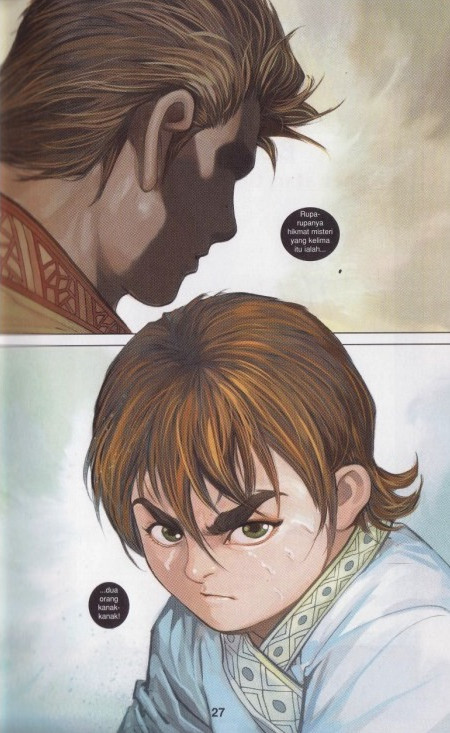 Rupa-
rupanya
hikmat misteri
yang kelima
itu ialah...
...dua
orang
kanak-
kanak!
27